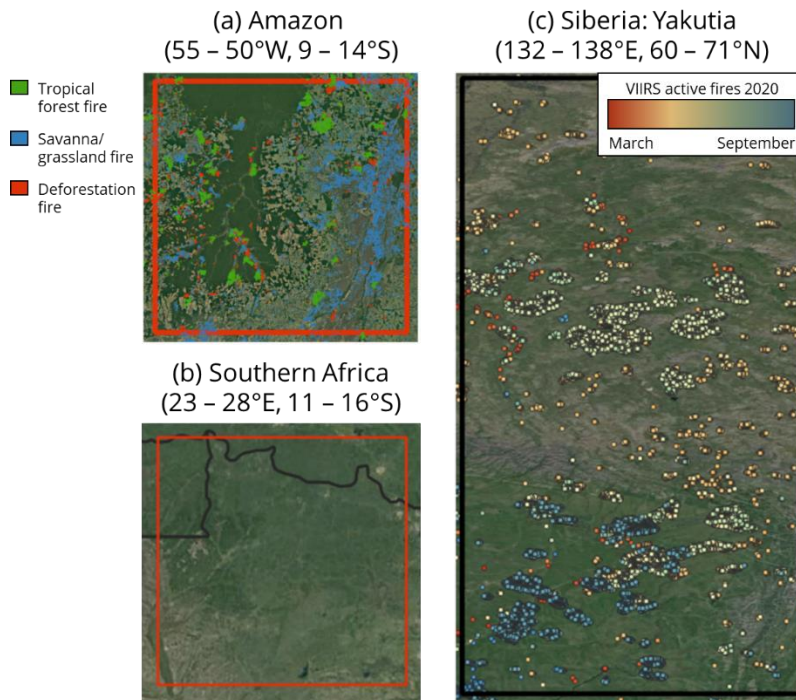 (a) Amazon
(55 – 50°W, 9 – 14°S)
Tropical
forest fire
Savanna/
grassland fire
Deforestation
fire
(b) Southern Africa
(23 – 28°E, 11 – 16°S)
(c) Siberia: Yakutia
(132 – 138°E, 60 – 71°N)
VIIRS active fires 2020
March September